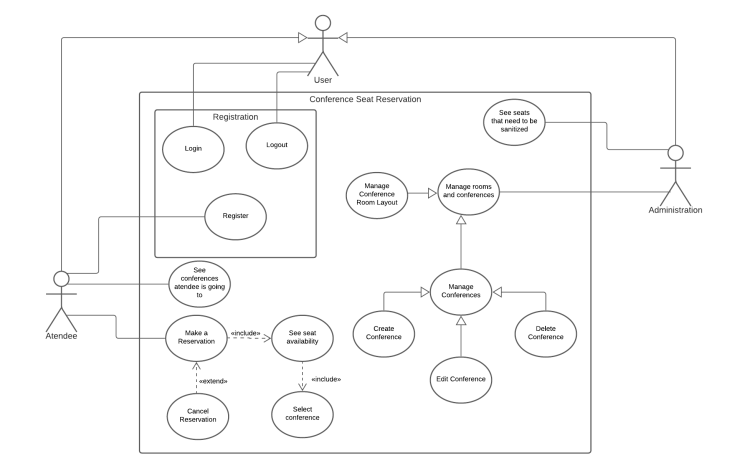 User
Conference Seat Reservation
Registration
Login
Logout
Register
See seats
that need to be
sanitized
Manage
Conference
Room Layout
Manage rooms
and conferences
Administration
See
conferences
atendee is going
to
Atendee
Make a
Reservation
«include»
See seat
availability
«extend»
«include»
Cancel
Reservation
Select
conference
Manage
Conferences
Create
Conference
Delete
Conference
Edit Conference